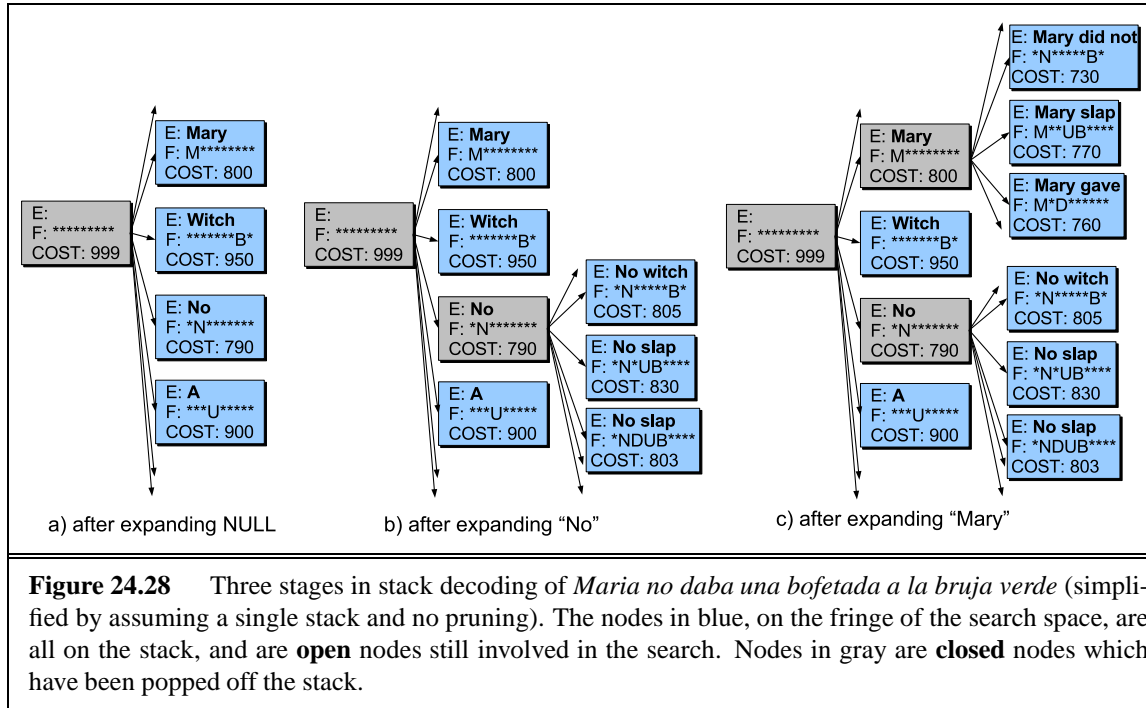 E:
F: *********
COST: 999
E: Mary
F: M********
COST: 800
E: Witch
F: *******B*
COST: 950
E: No
F: *N*******
COST: 790
E: A
F: ***U*****
COST: 900
a) after expanding NULL
E:
F: *********
COST: 999
E: Mary
F: M********
COST: 800
E: Witch
F: *******B*
COST: 950
E: No
F: *N*******
COST: 790
E: A
F: ***U*****
COST: 900
E: No witch
F: *N*****B*
COST: 805
E: No slap
F: *N*UB****
COST: 830
E: No slap
F: *NDUB****
COST: 803
b) after expanding “No”
E:
F: *********
COST: 999
E: Mary
F: M********
COST: 800
E: Witch
F: *******B*
COST: 950
E: No
F: *N*******
COST: 790
E: A
F: ***U*****
COST: 900
E: Mary did not
F: *N*****B*
COST: 730
E: Mary slap
F: M**UB****
COST: 770
E: Mary gave
F: M*D******
COST: 760
E: No witch
F: *N*****B*
COST: 805
E: No slap
F: *N*UB****
COST: 830
E: No slap
F: *NDUB****
COST: 803
c) after expanding “Mary”
Figure 24.28 Three stages in stack decoding of Maria no daba una bofetada a la bruja verde (simpli-
fied by assuming a single stack and no pruning). The nodes in blue, on the fringe of the search space, are
all on the stack, and are open nodes still involved in the search. Nodes in gray are closed nodes which
have been popped off the stack.